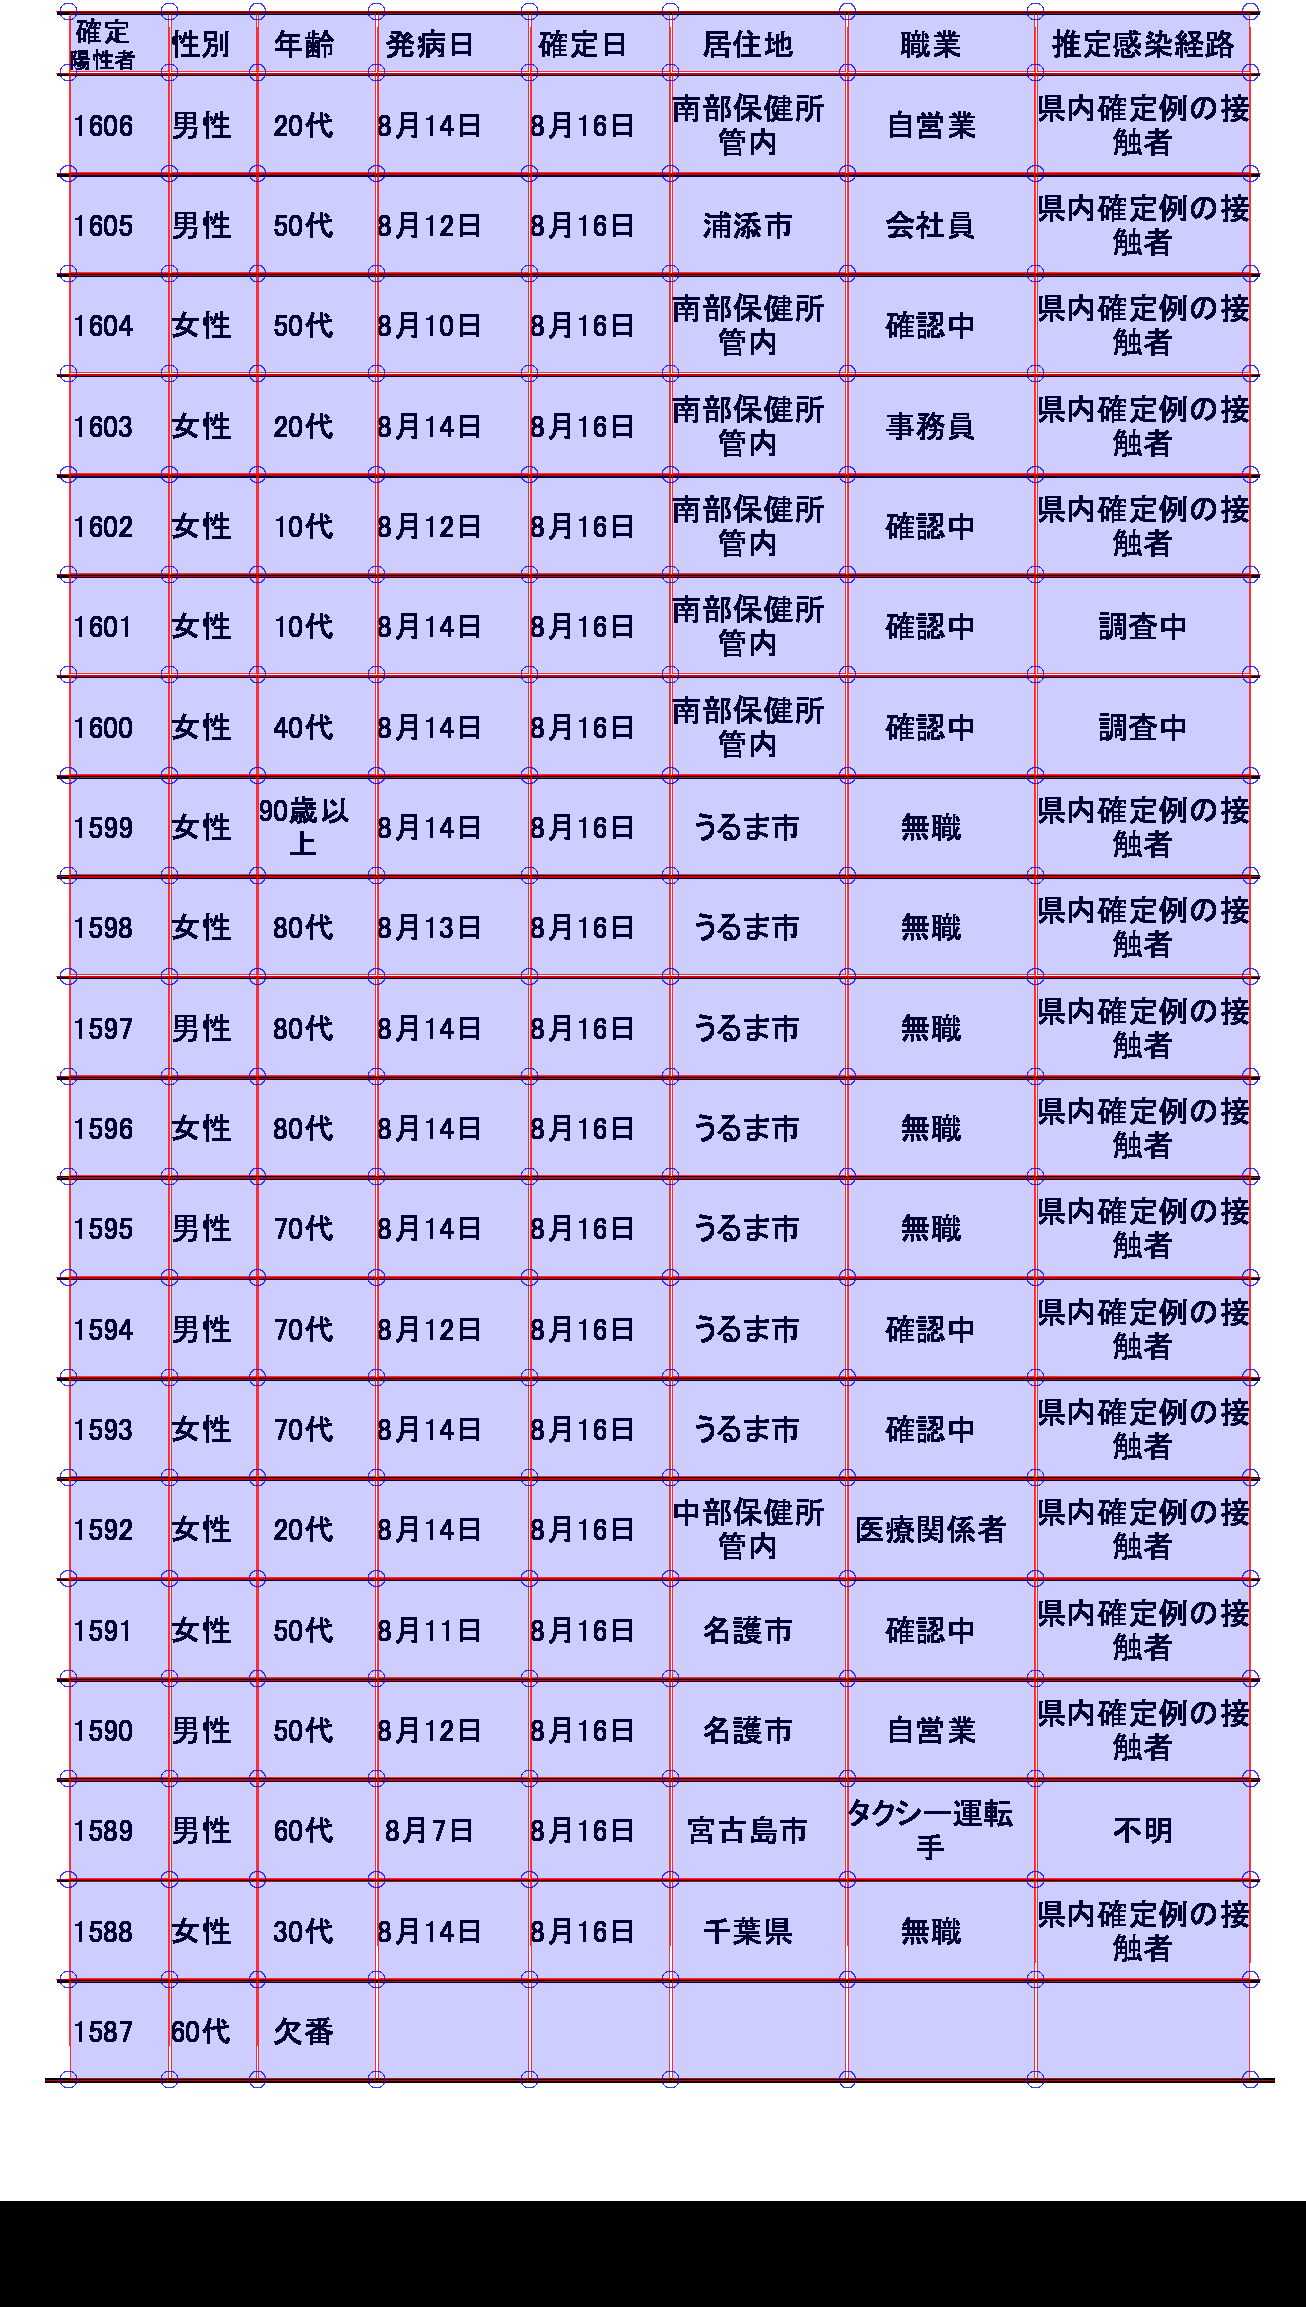 確定陽性者 性別 年齢 発病日 確定日 居住地 職業 推定感染経路
1606 男性 20代 8月14日 8月16日 南部保健所管内 自営業 県内確定例の接触者
1605 男性 50代 8月12日 8月16日 浦添市 会社員 県内確定例の接触者
1604 女性 50代 8月10日 8月16日 南部保健所管内 確認中 県内確定例の接触者
1603 女性 20代 8月14日 8月16日 南部保健所管内 事務員 県内確定例の接触者
1602 女性 10代 8月12日 8月16日 南部保健所管内 確認中 県内確定例の接触者
1601 女性 10代 8月14日 8月16日 南部保健所管内 確認中 調査中
1600 女性 40代 8月14日 8月16日 南部保健所管内 確認中 調査中
1599 女性 90歳以上 8月14日 8月16日 うるま市 無職 県内確定例の接触者
1598 女性 80代 8月13日 8月16日 うるま市 無職 県内確定例の接触者
1597 男性 80代 8月14日 8月16日 うるま市 無職 県内確定例の接触者
1596 女性 80代 8月14日 8月16日 うるま市 無職 県内確定例の接触者
1595 男性 70代 8月14日 8月16日 うるま市 無職 県内確定例の接触者
1594 男性 70代 8月12日 8月16日 うるま市 確認中 県内確定例の接触者
1593 女性 70代 8月14日 8月16日 うるま市 確認中 県内確定例の接触者
1592 女性 20代 8月14日 8月16日 中部保健所管内 医療関係者 県内確定例の接触者
1591 女性 50代 8月11日 8月16日 名護市 確認中 県内確定例の接触者
1590 男性 50代 8月12日 8月16日 名護市 自営業 県内確定例の接触者
1589 男性 60代 8月7日 8月16日 宮古島市 タクシー運転手 不明
1588 女性 30代 8月14日 8月16日 千葉県 無職 県内確定例の接触者
1587 60代 欠番